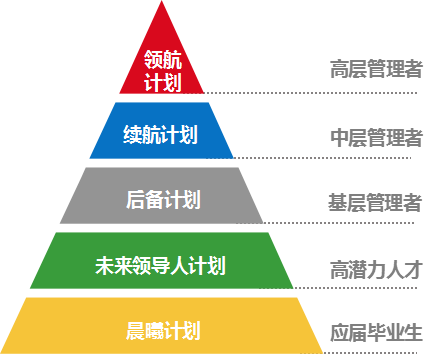 领航
计划
高层管理者
续航计划
中层管理者
后备计划
基层管理者
未来领导人计划
高潜力人才
晨曦计划
应届毕业生